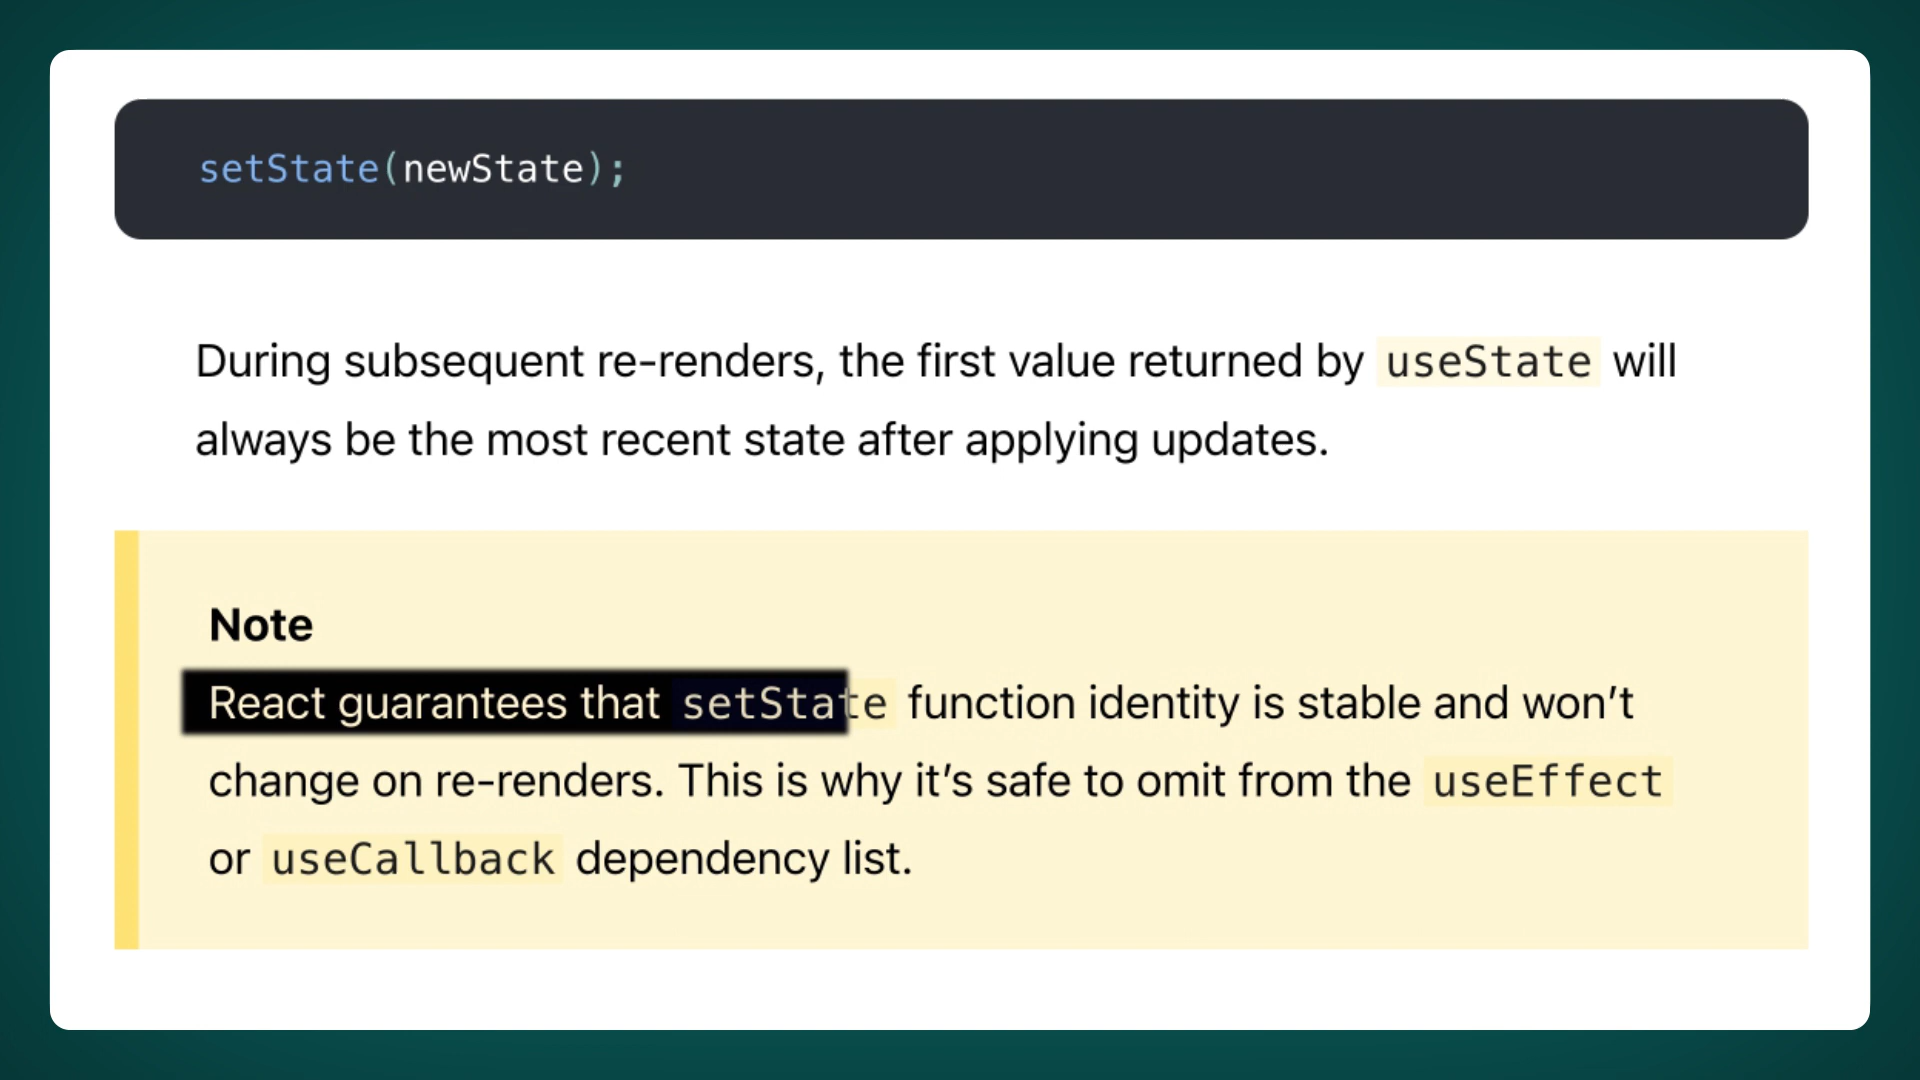 setState(newState);
During subsequent re-renders, the first value returned by useState will
always be the most recent state after applying updates.
Note
React guarantees that setState function identity is stable and won’t
change on re-renders. This is why it’s safe to omit from the useEffect
or useCallback dependency list.